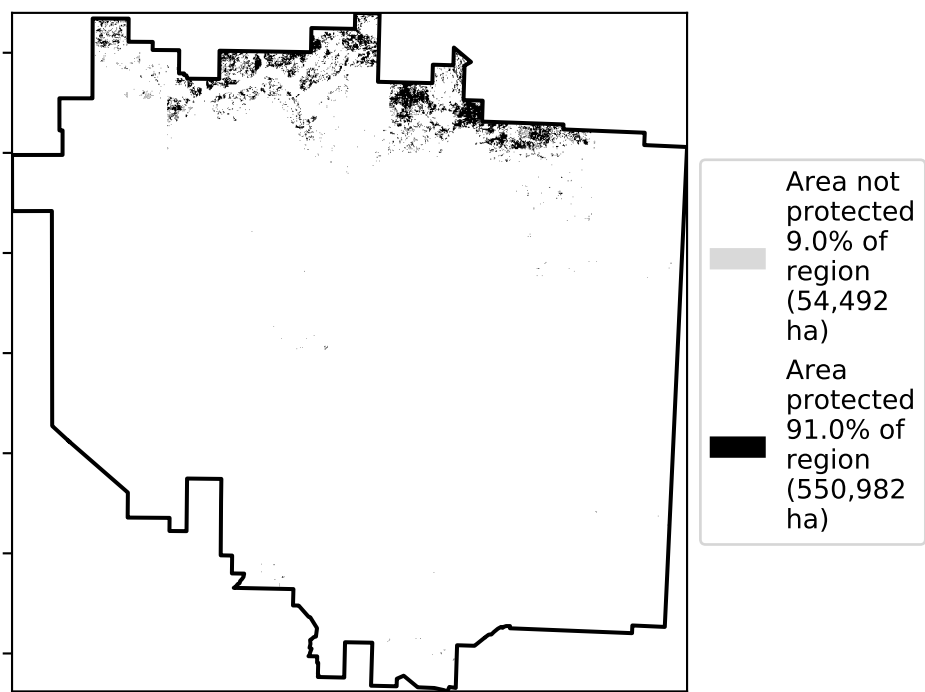 Area not
protected
9.0% of
region
(54,492
ha)
Area
protected
91.0% of
region
(550,982
ha)